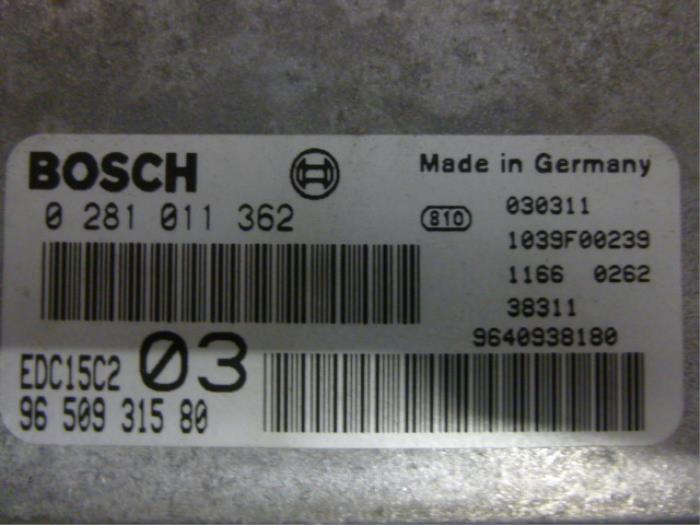 BOSCH
0 281 011 362
Made in Germany
810
030311
1039F00239
1166 0262
38311
9640938180
EDC15C2 03
96 509 315 80